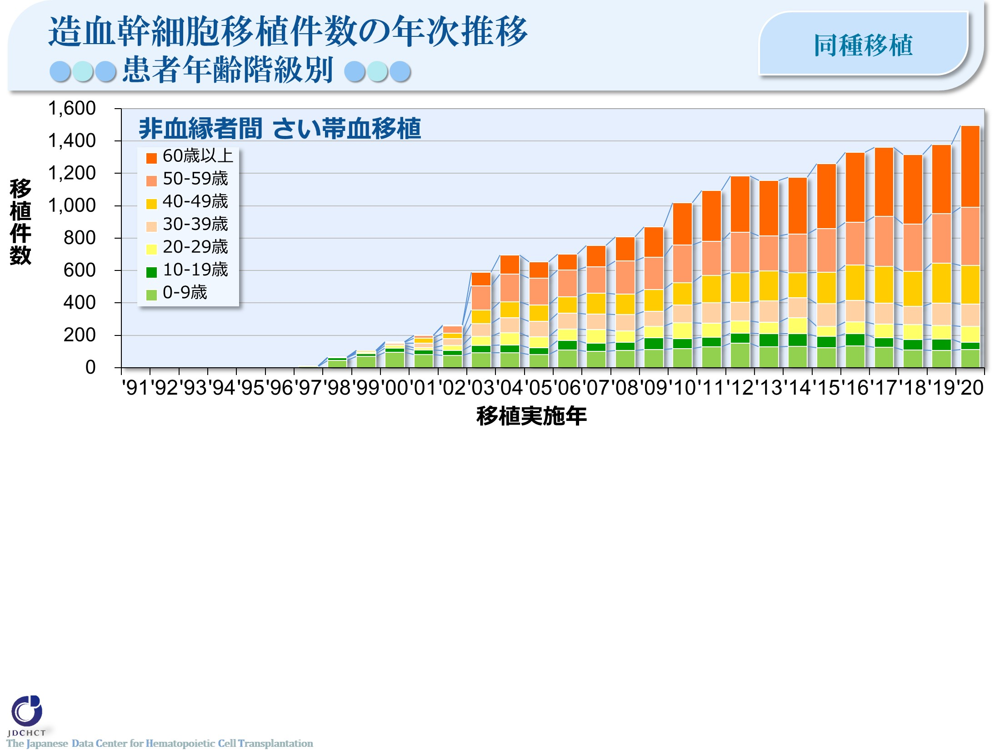 造血幹細胞移植件数の年次推移
患者年齢階級別
同種移植
非血縁者間 さい帯血移植
60歳以上
50-59歳
40-49歳
30-39歳
20-29歳
10-19歳
0-9歳
移植件数
1,600
1,400
1,200
1,000
800
600
400
200
0
'91 '92 '93 '94 '95 '96 '97 '98 '99 '00 '01 '02 '03 '04 '05 '06 '07 '08 '09 '10 '11 '12 '13 '14 '15 '16 '17 '18 '19 '20
移植実施年
JDCHCT
The Japanese Data Center for Hematopoietic Cell Transplantation